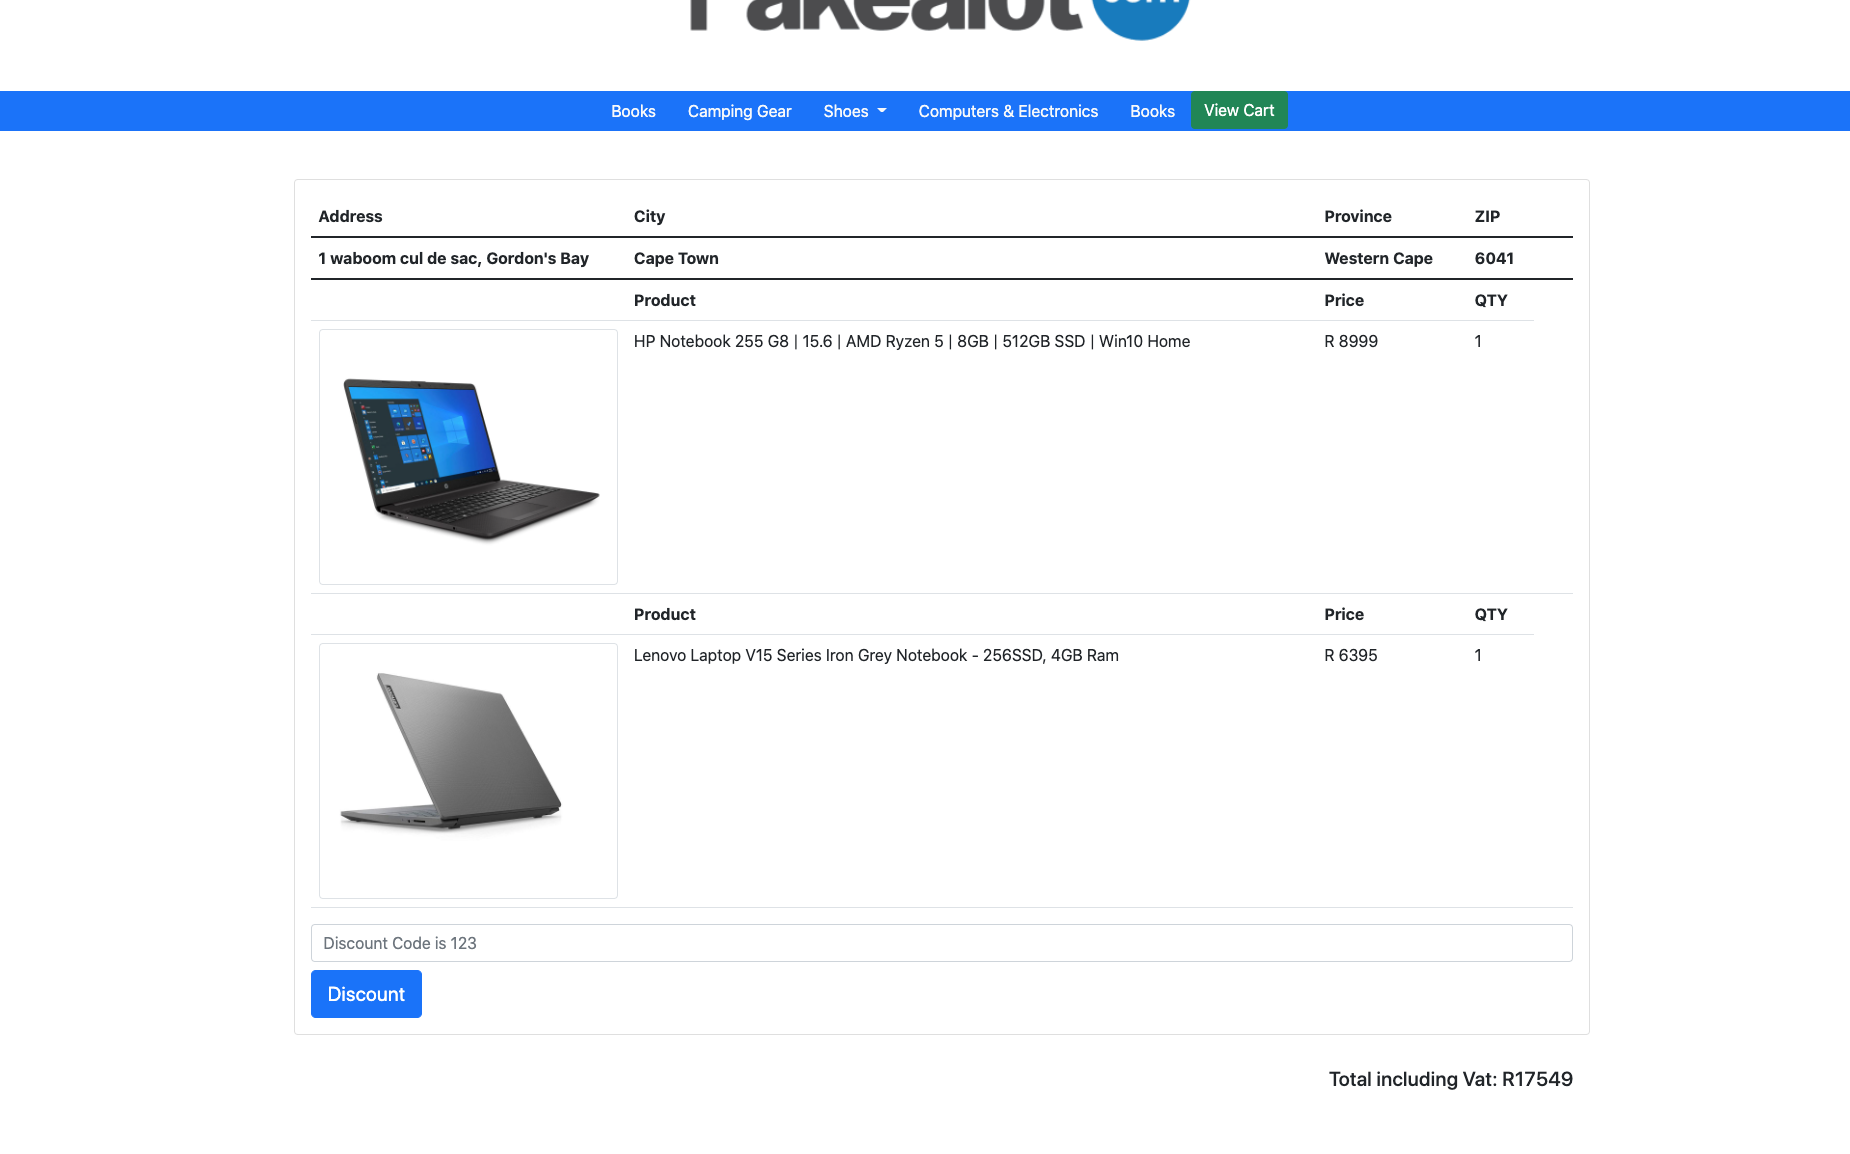 Books Camping Gear Shoes Computers & Electronics Books View Cart
Address City Province ZIP
1 waboom cul de sac, Gordon's Bay Cape Town Western Cape 6041
Product Price QTY
HP Notebook 255 G8 | 15.6 | AMD Ryzen 5 | 8GB | 512GB SSD | Win10 Home R 8999 1
Product Price QTY
Lenovo Laptop V15 Series Iron Grey Notebook - 256SSD, 4GB Ram R 6395 1
Discount Code is 123
Discount
Total including Vat: R17549